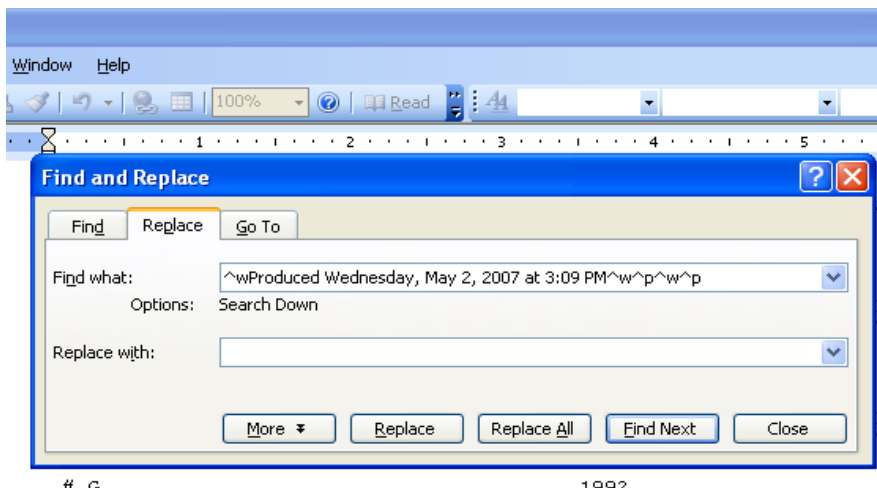 Window Help
100% Read
1 2 3 4 5
Find and Replace
Find Replace Go To
Find what: ^wProduced Wednesday, May 2, 2007 at 3:09 PM^w^p^w^p
Options: Search Down
Replace with:
More Replace Replace All Find Next Close
# G 1992